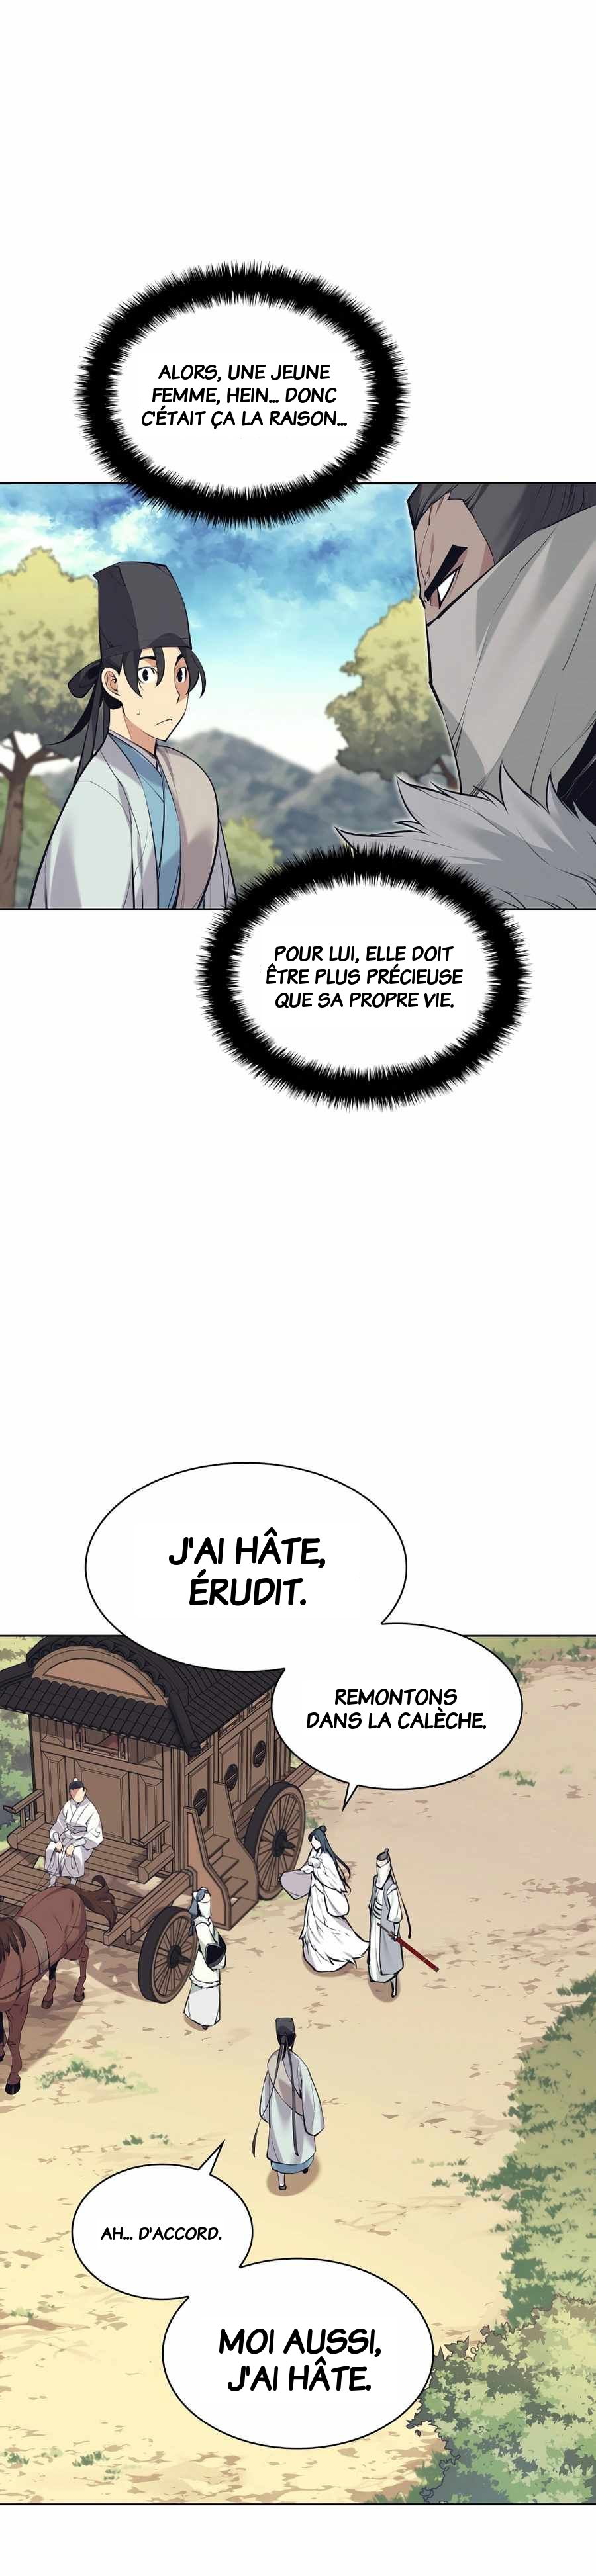 ALORS, UNE JEUNE
FEMME, HEIN... DONC
C'ÉTAIT ÇA LA RAISON...
POUR LUI, ELLE DOIT
ÊTRE PLUS PRÉCIEUSE
QUE SA PROPRE VIE.
J'AI HÂTE,
ÉRUDIT.
REMONTONS
DANS LA CALÈCHE.
AH... D'ACCORD.
MOI AUSSI,
J'AI HÂTE.